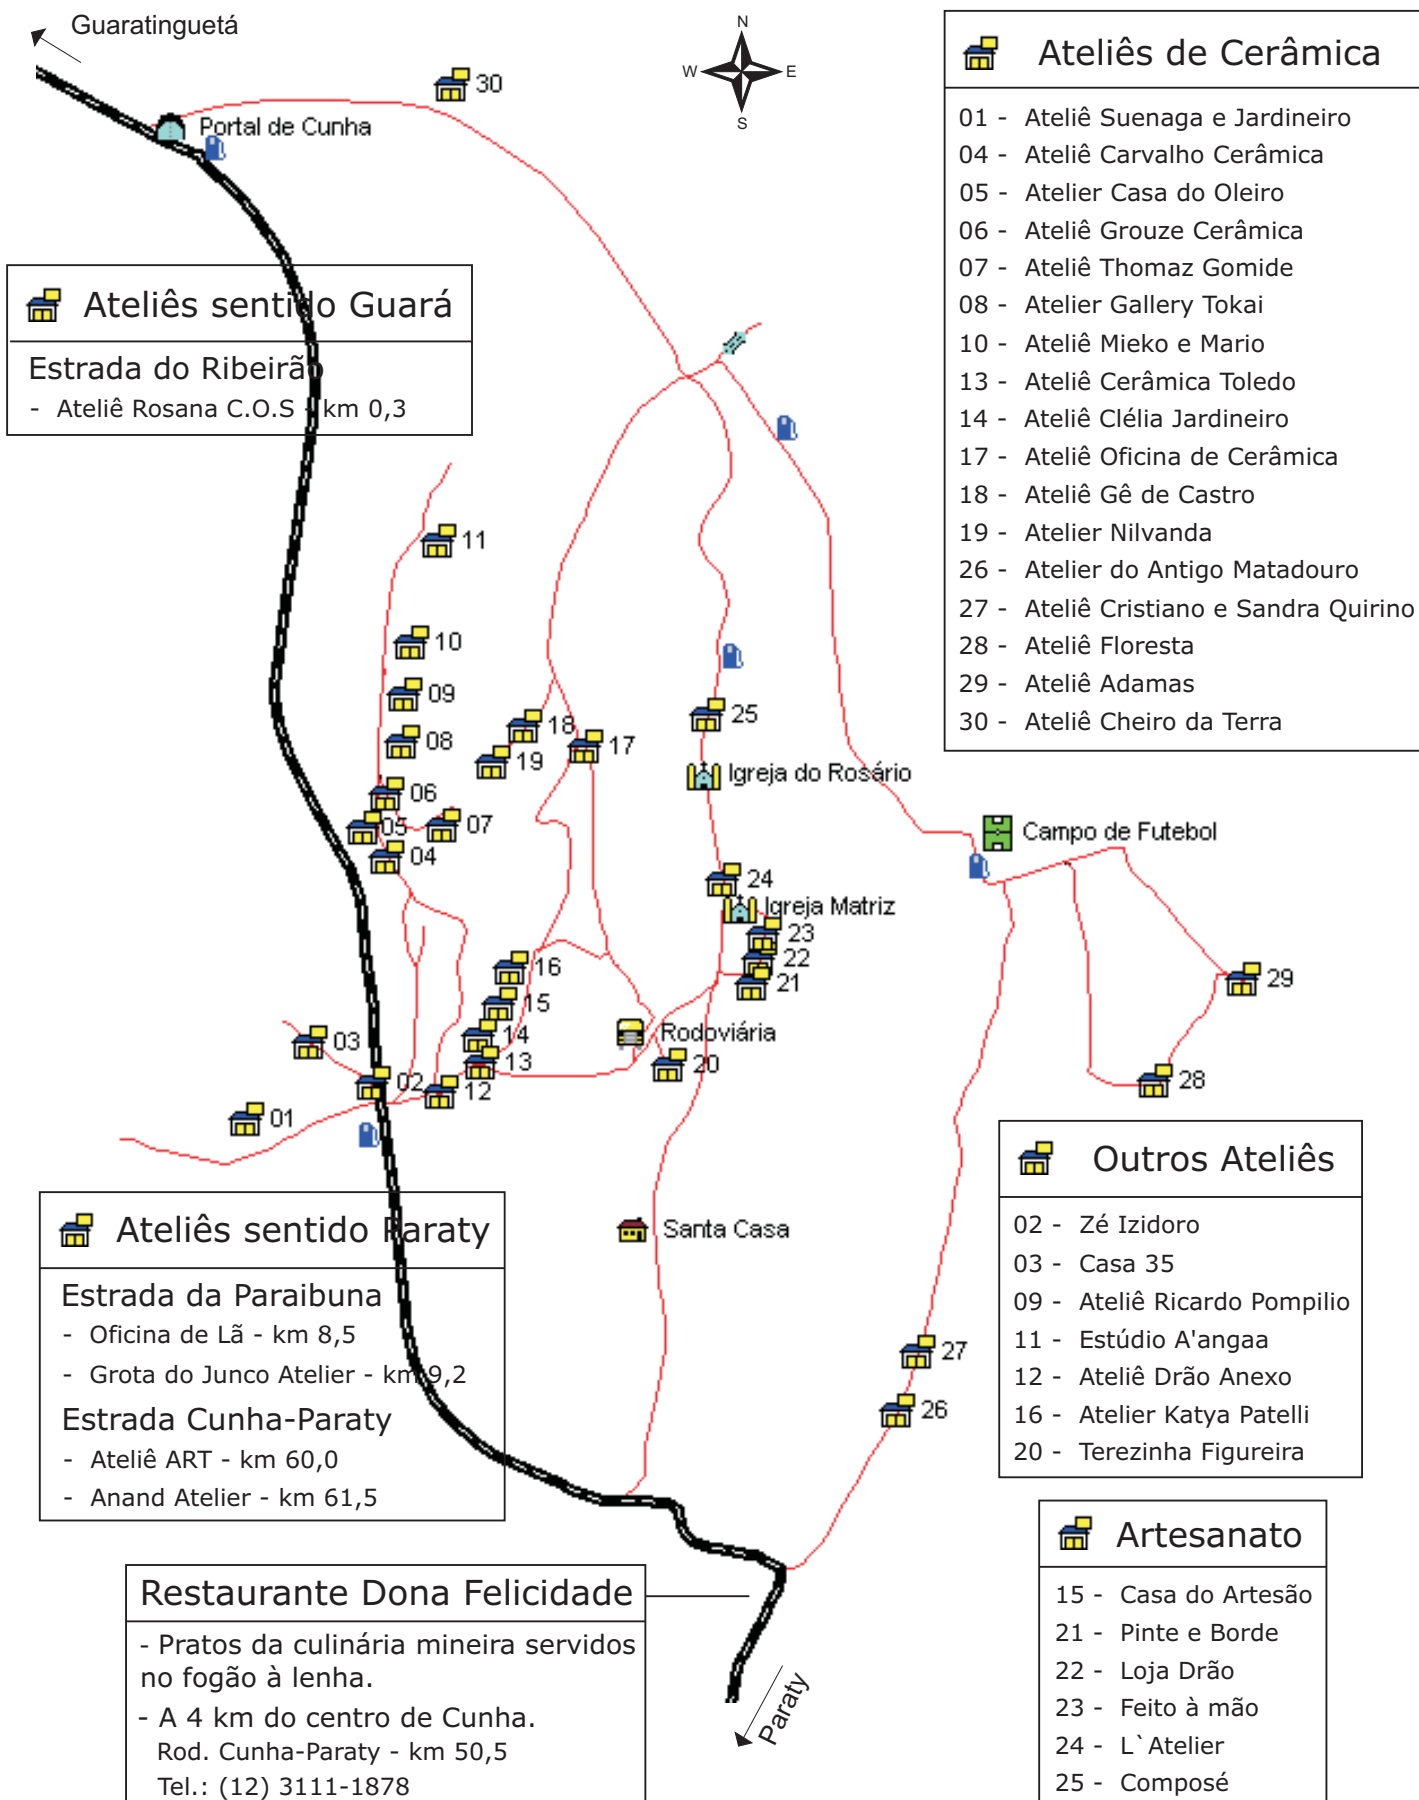 Guaratinguetá
N
W
E
S
30
Portal de Cunha
Ateliês de Cerâmica
01 - Ateliê Suenaga e Jardineiro
04 - Ateliê Carvalho Cerâmica
05 - Atelier Casa do Oleiro
06 - Ateliê Grouze Cerâmica
07 - Ateliê Thomaz Gomide
08 - Atelier Gallery Tokai
10 - Ateliê Mieko e Mario
13 - Ateliê Cerâmica Toledo
14 - Ateliê Clélia Jardineiro
17 - Ateliê Oficina de Cerâmica
18 - Ateliê Gê de Castro
19 - Atelier Nilvanda
26 - Atelier do Antigo Matadouro
27 - Ateliê Cristiano e Sandra Quirino
28 - Ateliê Floresta
29 - Ateliê Adamas
30 - Ateliê Cheiro da Terra
Ateliês sentido Guará
Estrada do Ribeirão
- Ateliê Rosana C.O.S - km 0,3
11
10
09
08
06
05
07
04
18
19
17
25
Igreja do Rosário
Campo de Futebol
24
Igreja Matriz
23
22
21
16
15
14
13
12
Rodoviária
20
03
02
01
29
28
Santa Casa
27
26
Ateliês sentido Paraty
Estrada da Paraibuna
- Oficina de Lã - km 8,5
- Grota do Junco Atelier - km 9,2
Estrada Cunha-Paraty
- Ateliê ART - km 60,0
- Anand Atelier - km 61,5
Outros Ateliês
02 - Zé Izidoro
03 - Casa 35
09 - Ateliê Ricardo Pompilio
11 - Estúdio A'angaa
12 - Ateliê Drão Anexo
16 - Atelier Katya Patelli
20 - Terezinha Figureira
Restaurante Dona Felicidade
- Pratos da culinária mineira servidos
no fogão à lenha.
- A 4 km do centro de Cunha.
Rod. Cunha-Paraty - km 50,5
Tel.: (12) 3111-1878
Paraty
Artesanato
15 - Casa do Artesão
21 - Pinte e Borde
22 - Loja Drão
23 - Feito à mão
24 - L`Atelier
25 - Composé